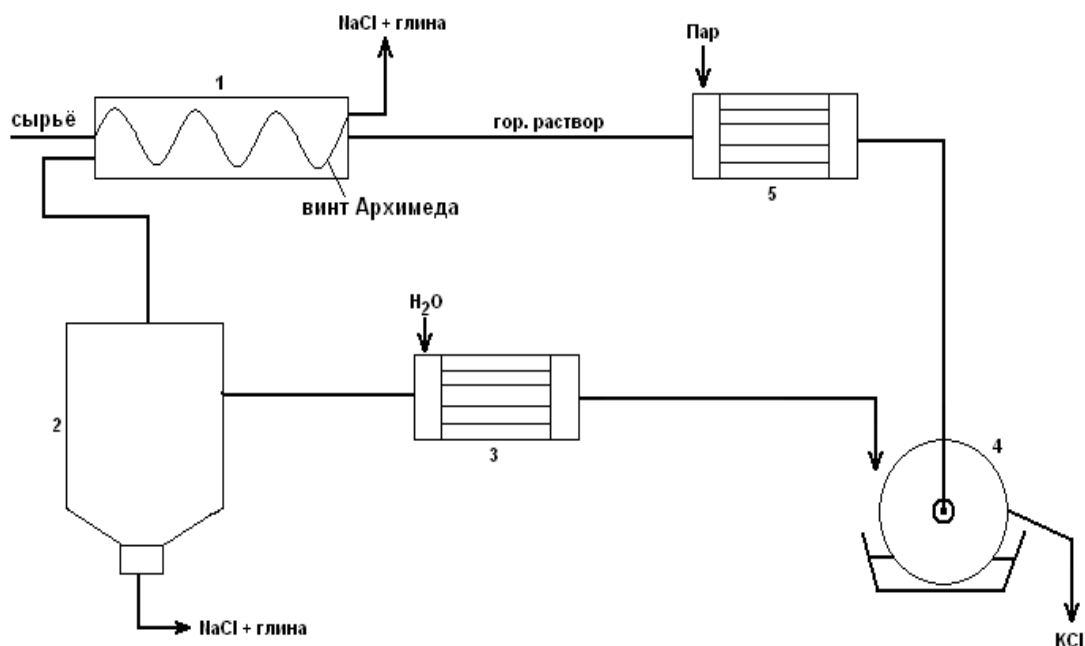 NaCl + глина
Пар
1
сырьё
гор. раствор
5
винт Архимеда
H₂O
2
3
4
NaCl + глина
KCl